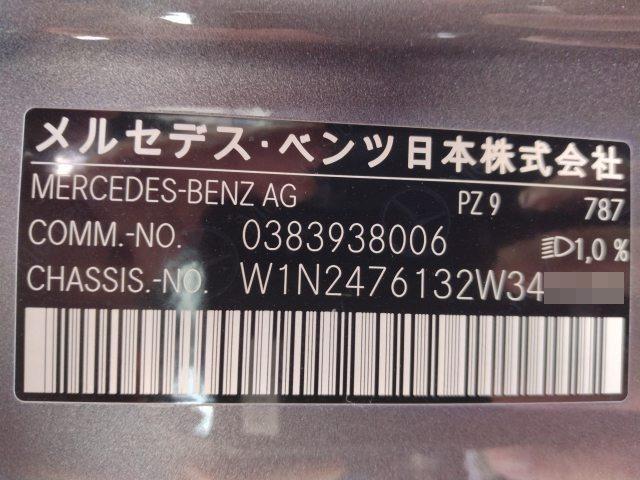 メルセデス・ベンツ日本株式会社
MERCEDES-BENZ AG PZ 9 787
COMM.-NO. 0383938006 1,0 %
CHASSIS.-NO. W1N2476132W34